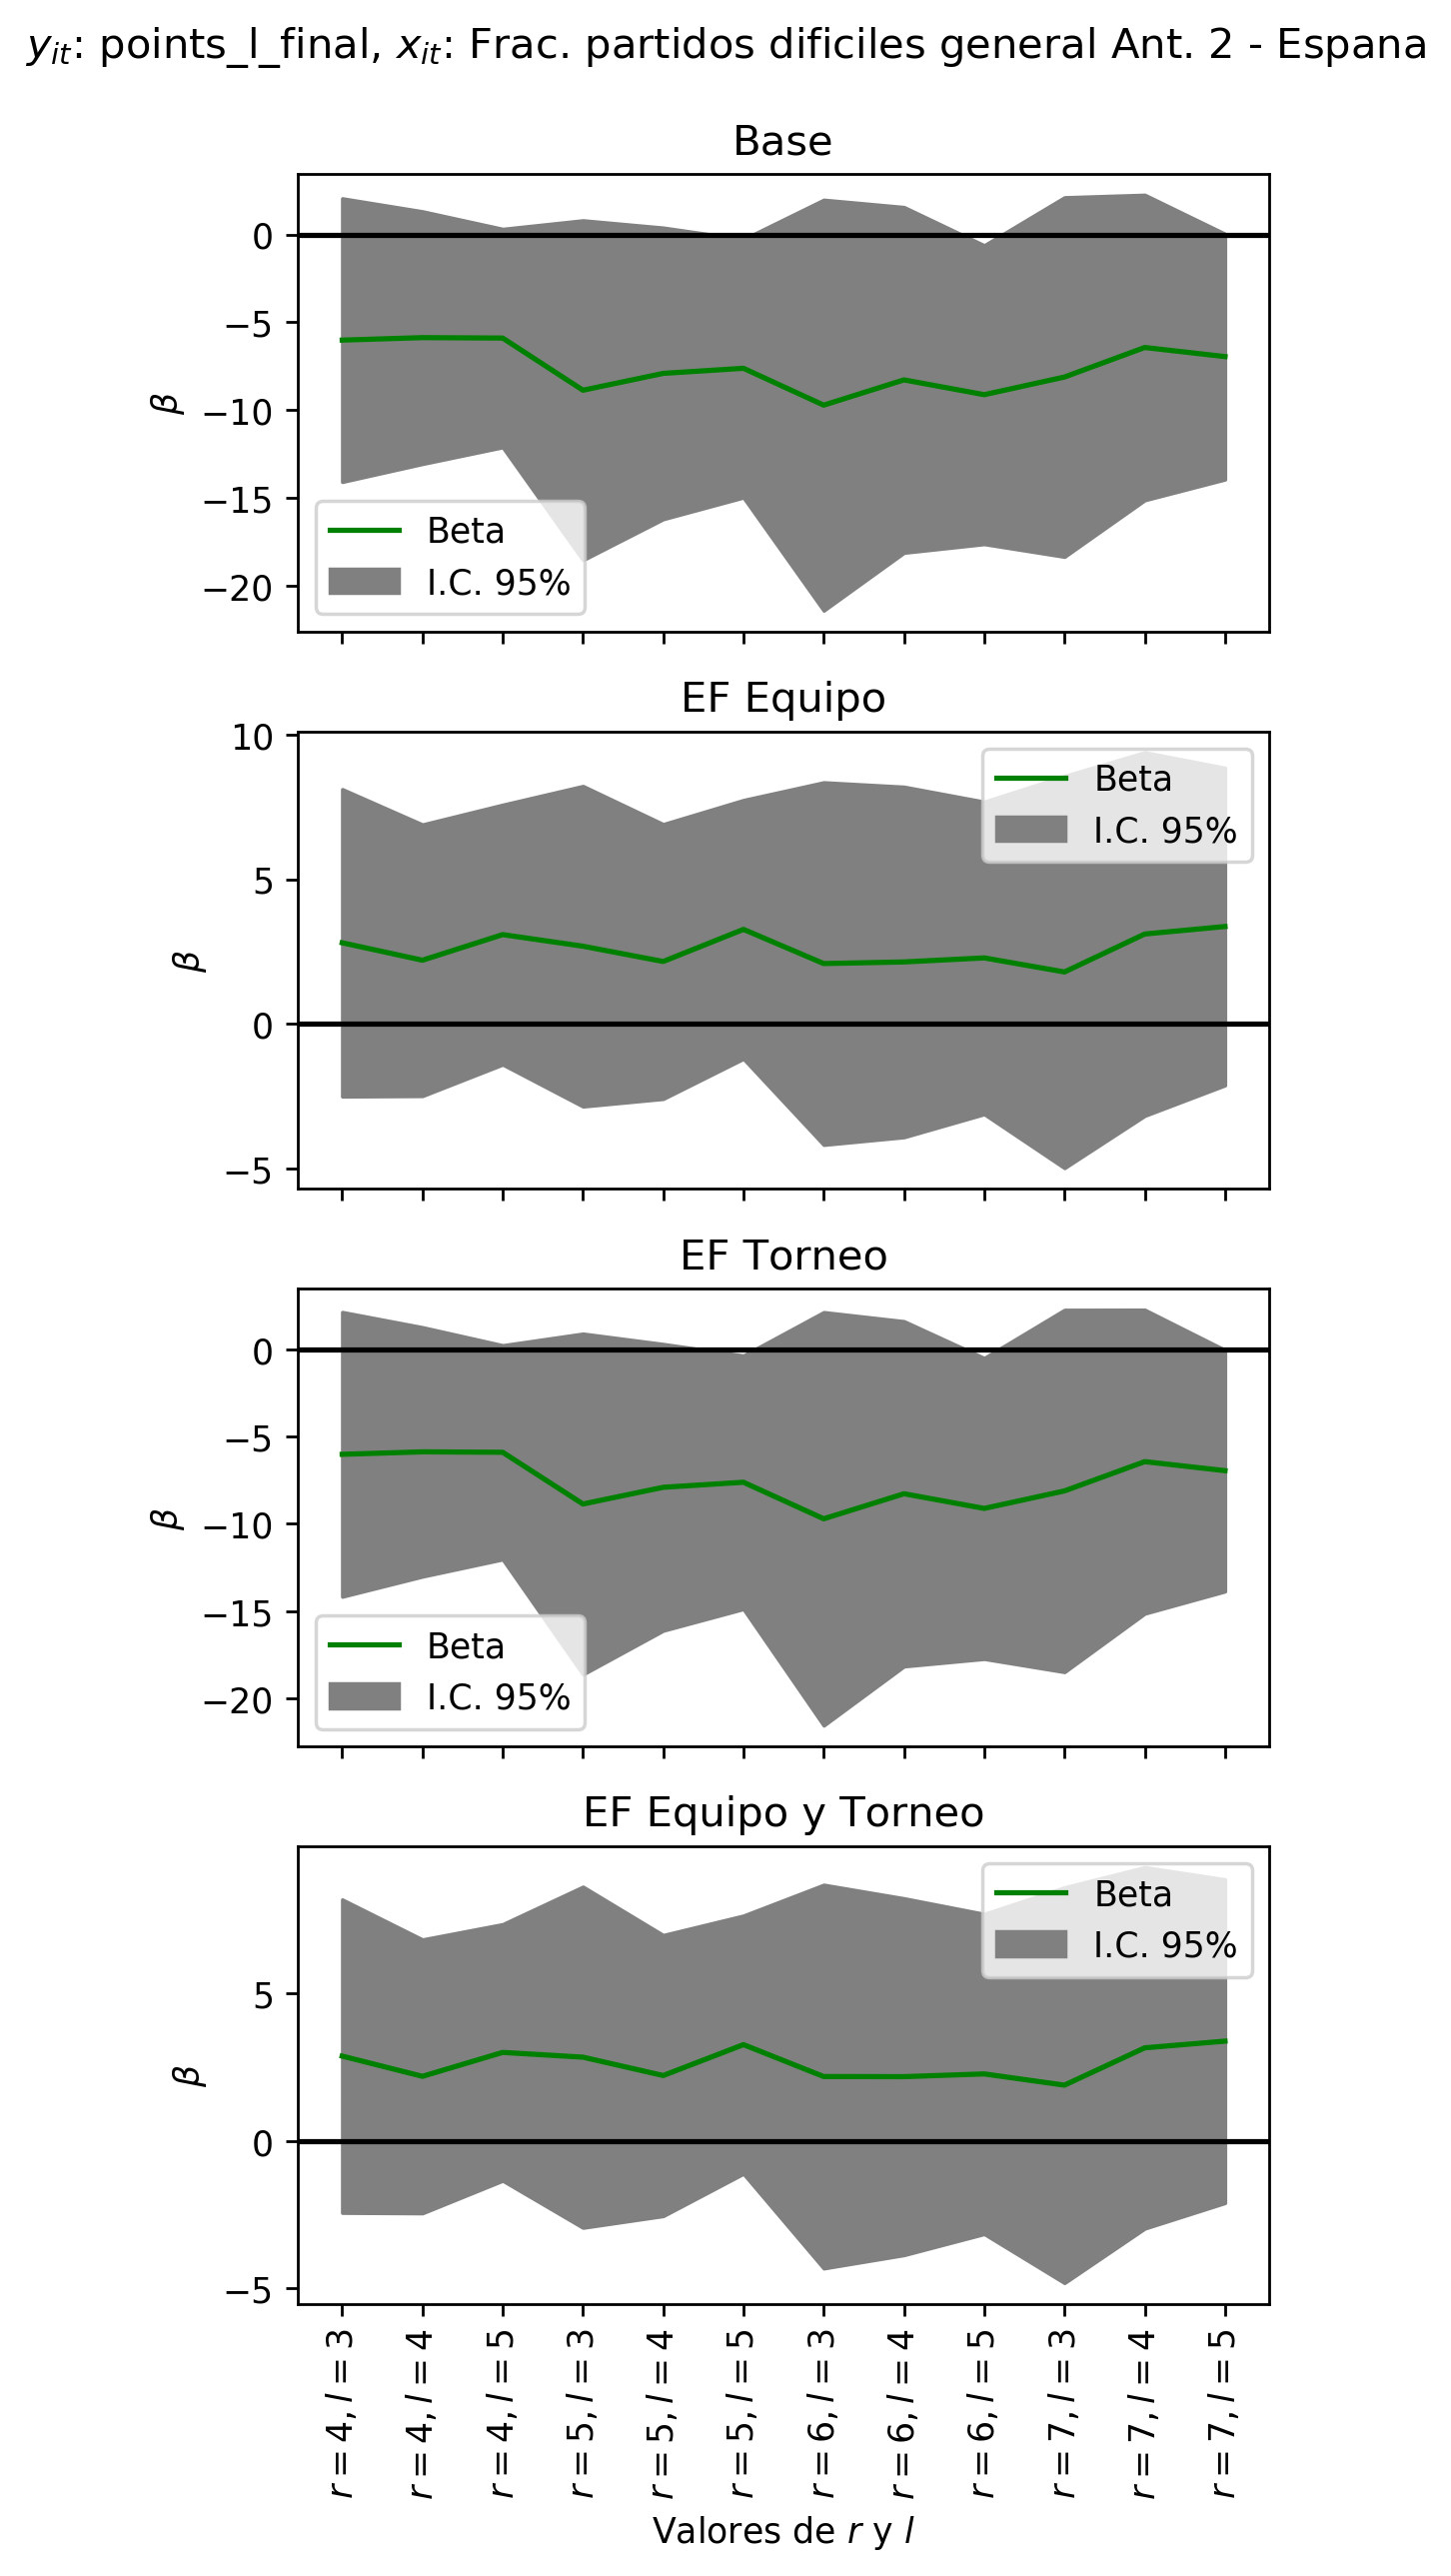 y_it: points_l_final, x_it: Frac. partidos dificiles general Ant. 2 - Espana
Base
0
−5
−10
−15
−20
β
Beta
I.C. 95%
EF Equipo
10
5
0
−5
β
Beta
I.C. 95%
EF Torneo
0
−5
−10
−15
−20
β
Beta
I.C. 95%
EF Equipo y Torneo
5
0
−5
β
Beta
I.C. 95%
r = 4, l = 3
r = 4, l = 4
r = 4, l = 5
r = 5, l = 3
r = 5, l = 4
r = 5, l = 5
r = 6, l = 3
r = 6, l = 4
r = 6, l = 5
r = 7, l = 3
r = 7, l = 4
r = 7, l = 5
Valores de r y l